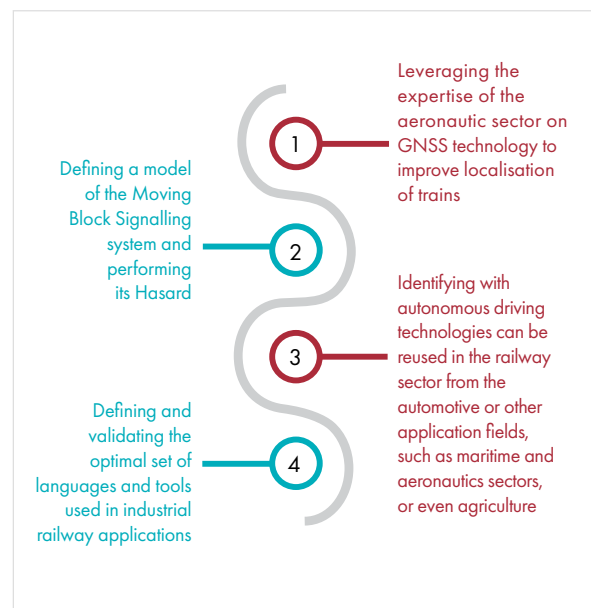 1
Leveraging the
expertise of the
aeronautic sector on
GNSS technology to
improve localisation
of trains
2
Defining a model
of the Moving
Block Signalling
system and
performing
its Hasard
3
Identifying with
autonomous driving
technologies can be
reused in the railway
sector from the
automotive or other
application fields,
such as maritime and
aeronautics sectors,
or even agriculture
4
Defining and
validating the
optimal set of
languages and tools
used in industrial
railway applications